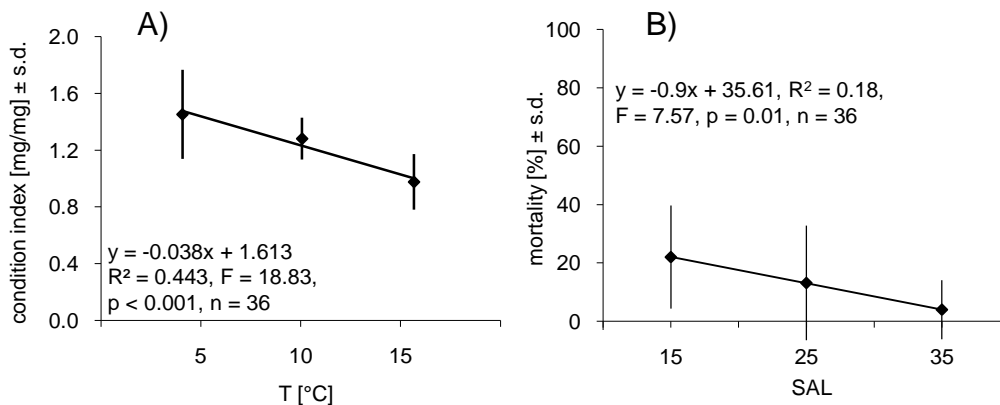 A)
condition index [mg/mg] ± s.d.
2.0
1.6
1.2
0.8
0.4
0.0
y = -0.038x + 1.613
R² = 0.443, F = 18.83,
p < 0.001, n = 36
5 10 15
T [°C]
B)
mortality [%] ± s.d.
100
80
60
40
20
0
y = -0.9x + 35.61, R² = 0.18,
F = 7.57, p = 0.01, n = 36
15 25 35
SAL